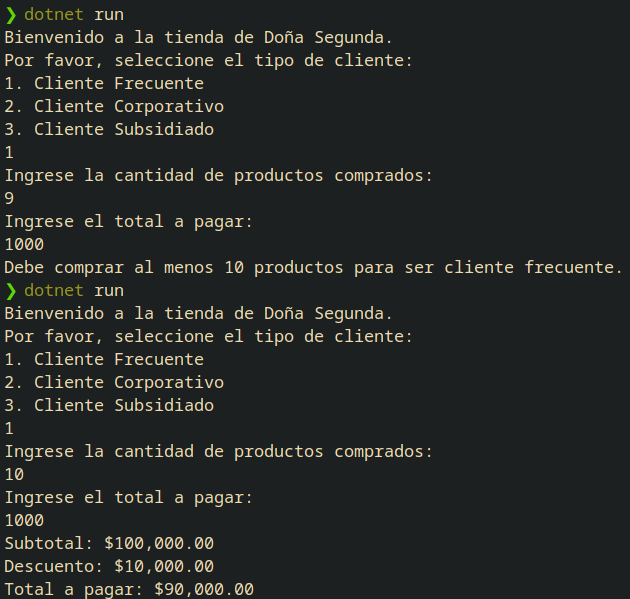 ❯ dotnet run
Bienvenido a la tienda de Doña Segunda.
Por favor, seleccione el tipo de cliente:
1. Cliente Frecuente
2. Cliente Corporativo
3. Cliente Subsidiado
1
Ingrese la cantidad de productos comprados:
9
Ingrese el total a pagar:
1000
Debe comprar al menos 10 productos para ser cliente frecuente.
❯ dotnet run
Bienvenido a la tienda de Doña Segunda.
Por favor, seleccione el tipo de cliente:
1. Cliente Frecuente
2. Cliente Corporativo
3. Cliente Subsidiado
1
Ingrese la cantidad de productos comprados:
10
Ingrese el total a pagar:
1000
Subtotal: $100,000.00
Descuento: $10,000.00
Total a pagar: $90,000.00